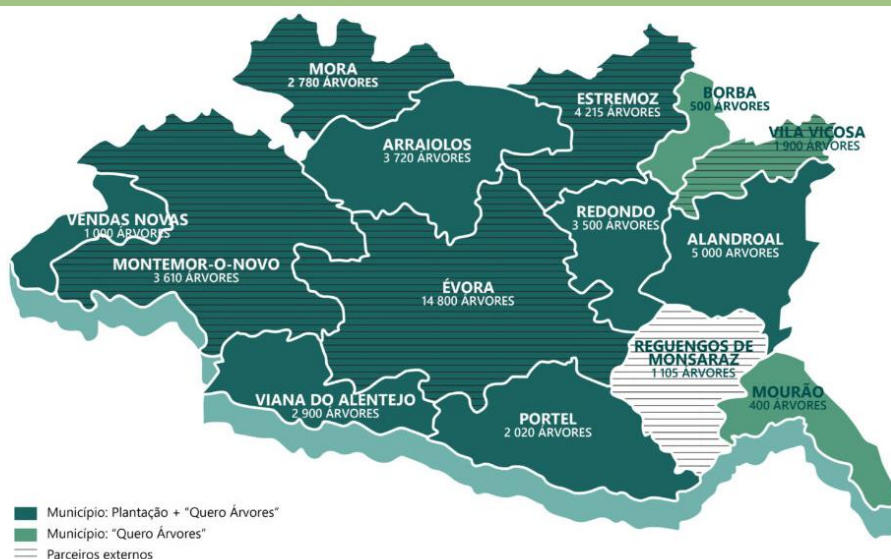 MORA
2 780 ÁRVORES
ESTREMOZ
4 215 ÁRVORES
BORBA
500 ÁRVORES
VILA VIÇOSA
1 900 ÁRVORES
ARRAIOLOS
3 720 ÁRVORES
VENDAS NOVAS
1 000 ÁRVORES
REDONDO
3 500 ÁRVORES
ALANDROAL
5 000 ÁRVORES
MONTEMOR-O-NOVO
3 610 ÁRVORES
ÉVORA
14 800 ÁRVORES
REGUENGOS DE
MONSARAZ
1 105 ÁRVORES
VIANA DO ALENTEJO
2 900 ÁRVORES
PORTEL
2 020 ÁRVORES
MOURÃO
400 ÁRVORES
Município: Plantação + "Quero Árvores"
Município: "Quero Árvores"
Parceiros externos